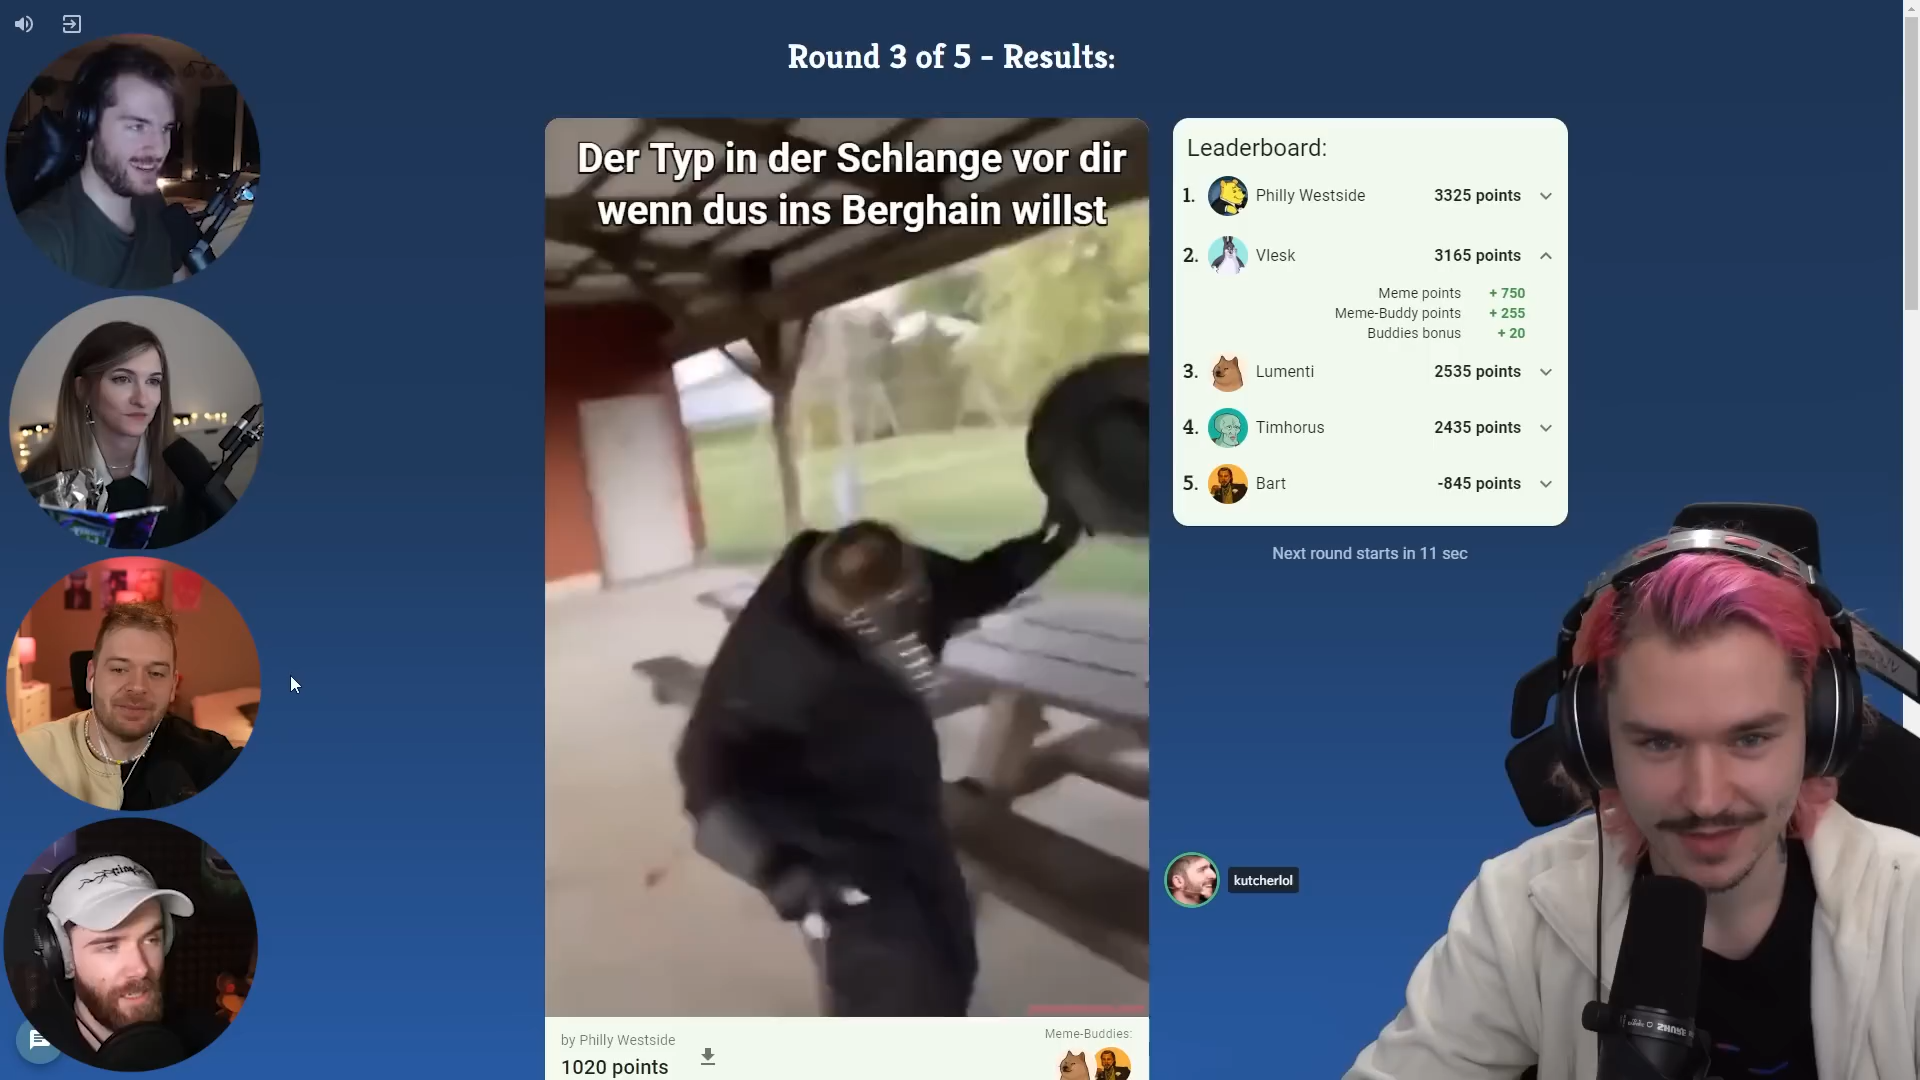 Round 3 of 5 - Results:
Der Typ in der Schlange vor dir
wenn dus ins Berghain willst
Leaderboard:
1. Philly Westside 3325 points
2. Vlesk 3165 points
Meme points + 750
Meme-Buddy points + 255
Buddies bonus + 20
3. Lumenti 2535 points
4. Timhorus 2435 points
5. Bart -845 points
Next round starts in 11 sec
kutcherlol
by Philly Westside
1020 points
Meme-Buddies: